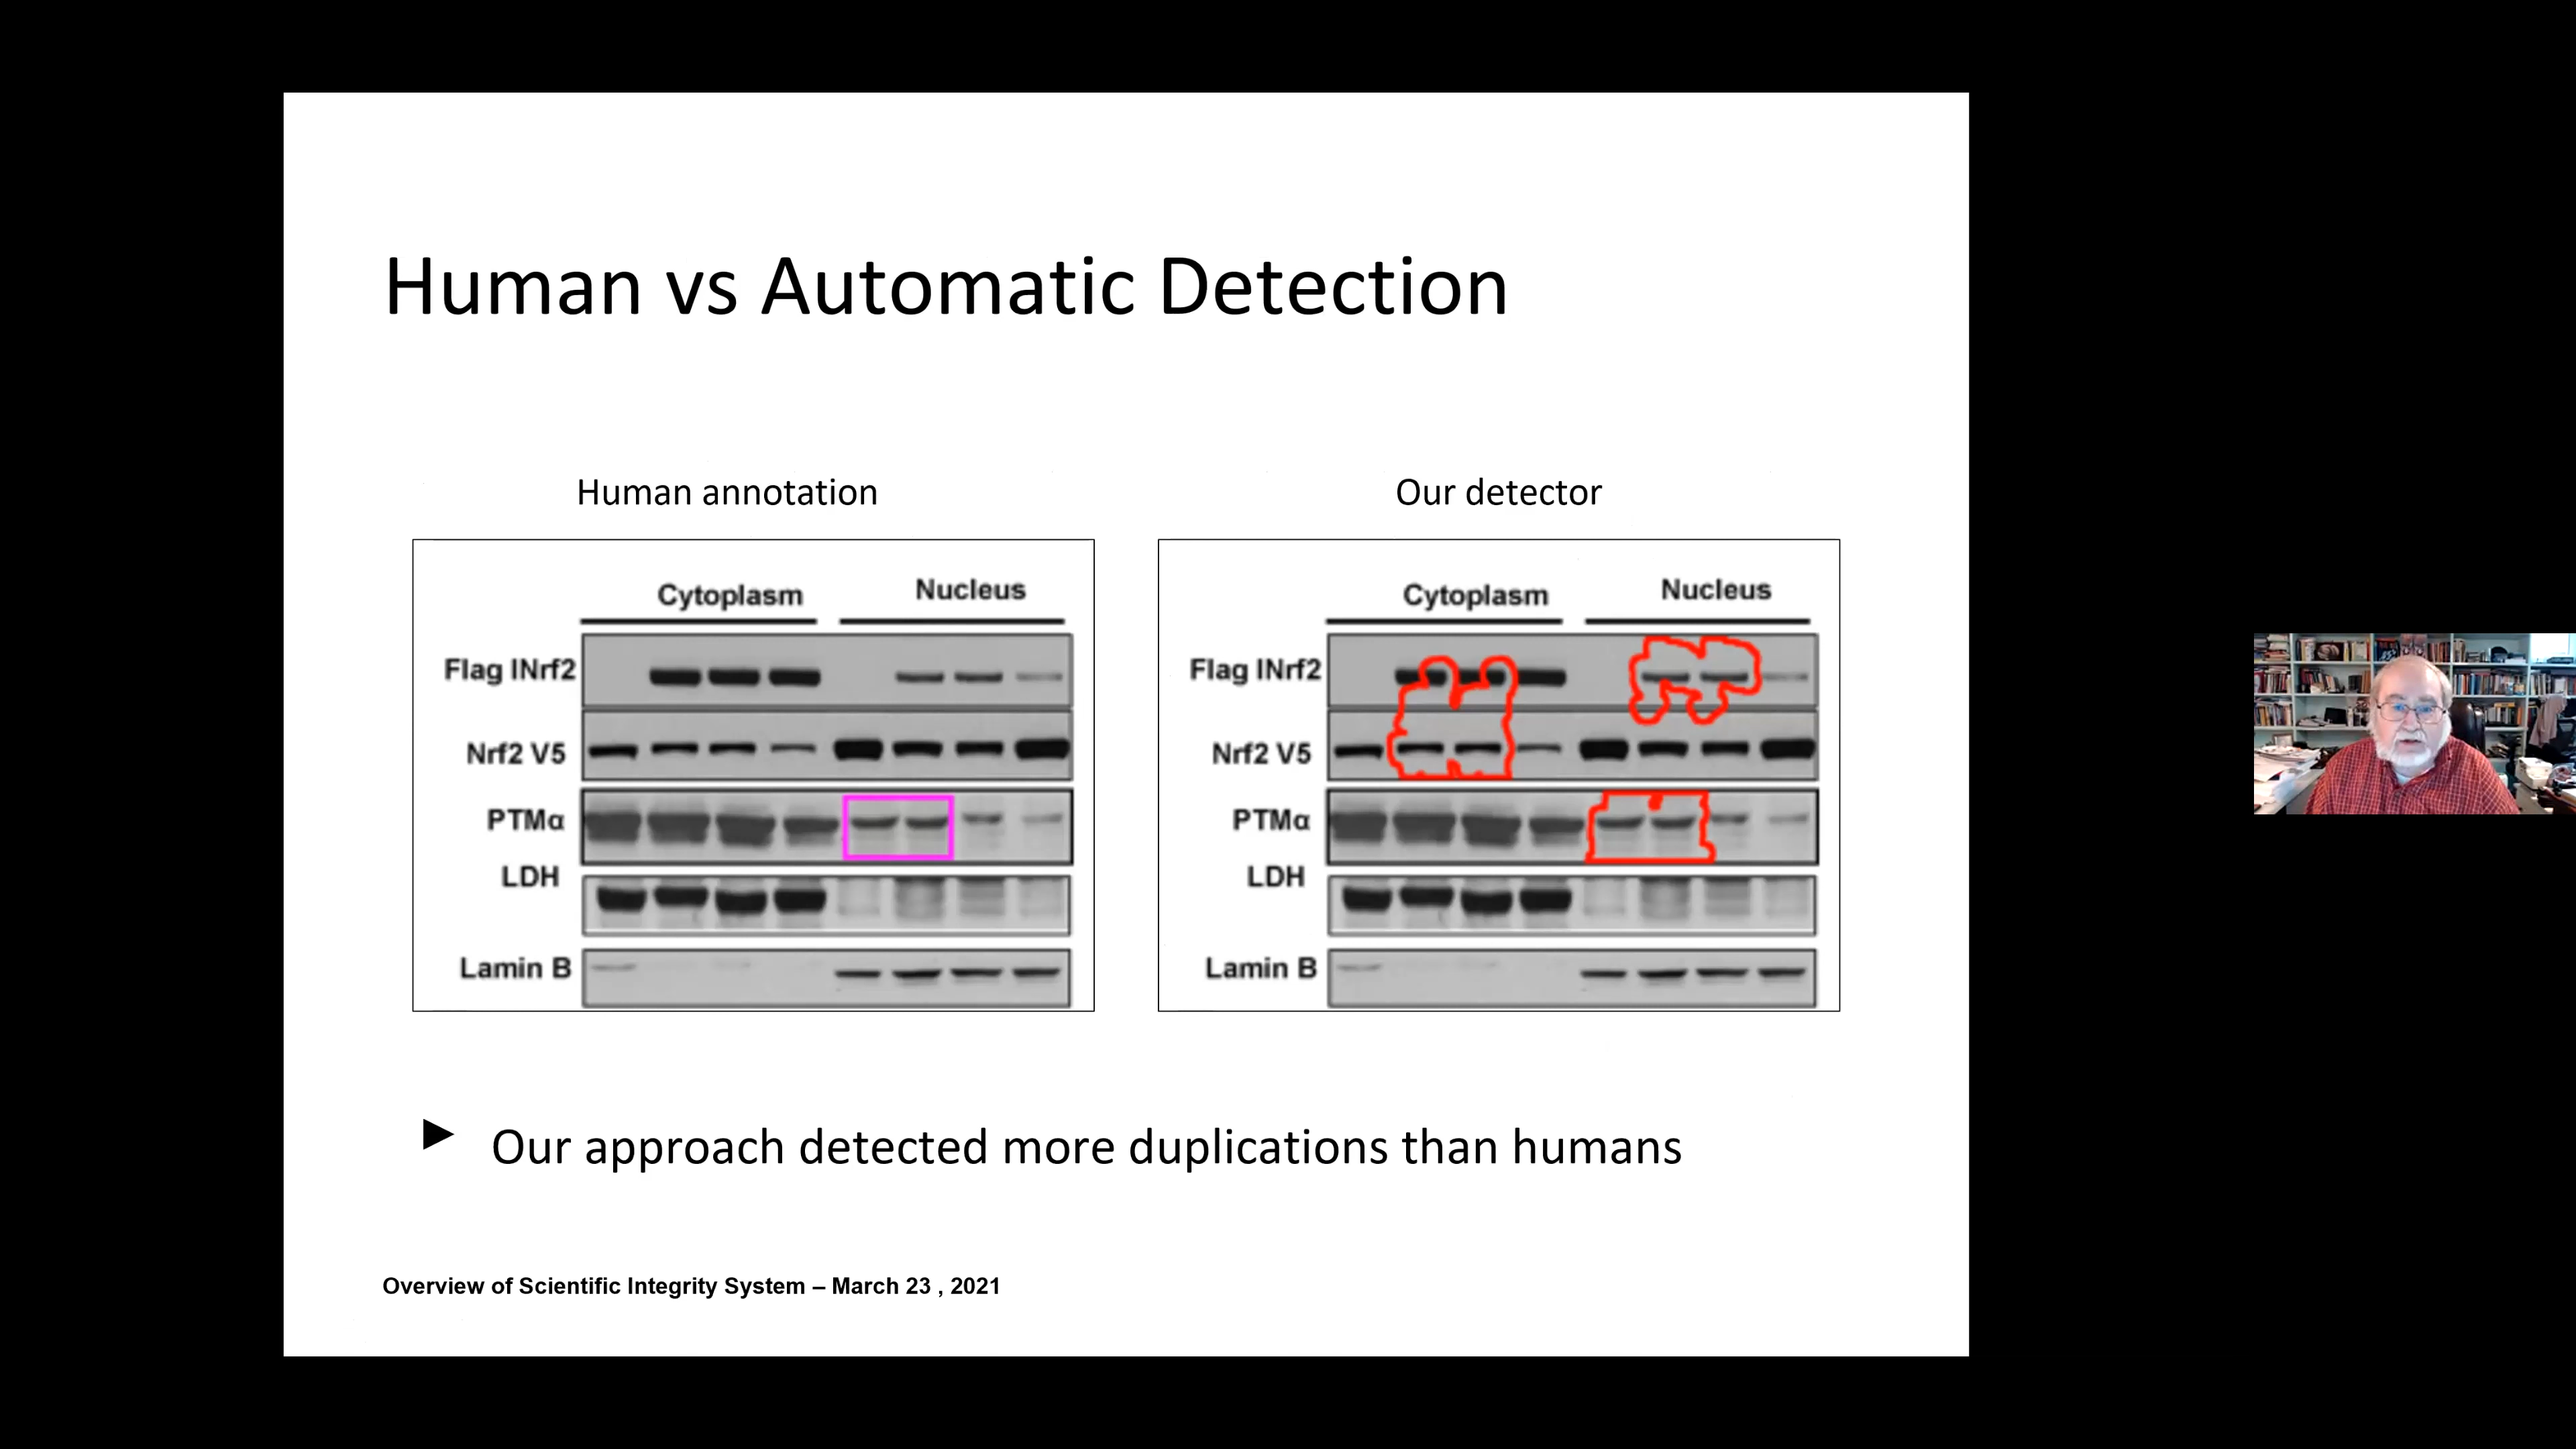 Human vs Automatic Detection
Human annotation
Cytoplasm
Nucleus
Flag INrf2
Nrf2 V5
PTMα
LDH
Lamin B
Our detector
Cytoplasm
Nucleus
Flag INrf2
Nrf2 V5
PTMα
LDH
Lamin B
► Our approach detected more duplications than humans
Overview of Scientific Integrity System – March 23 , 2021